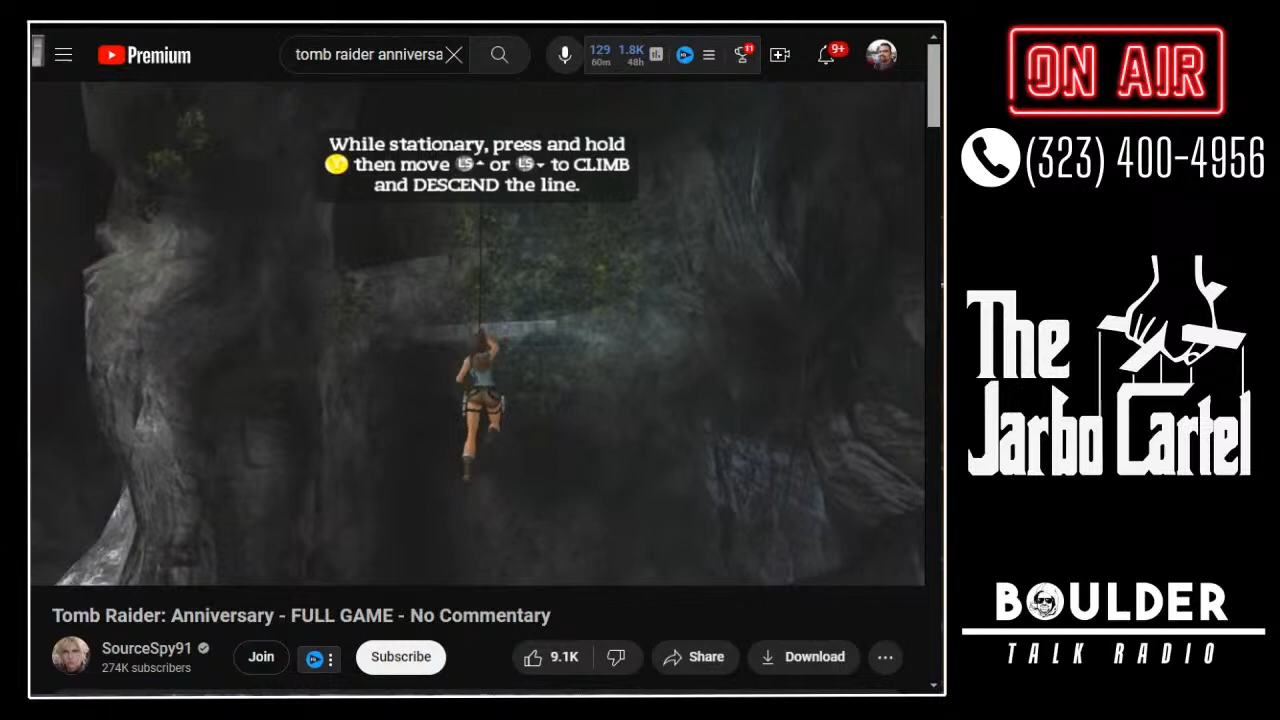 Premium
tomb raider anniversa
129 1.8K
60m 48h
11
9+
While stationary, press and hold
Y then move LS or LS to CLIMB
and DESCEND the line.
Tomb Raider: Anniversary - FULL GAME - No Commentary
SourceSpy91
274K subscribers
Join
Subscribe
9.1K
Share
Download
ON AIR
(323) 400-4956
The
Jarbo Cartel
BOULDER
TALK RADIO